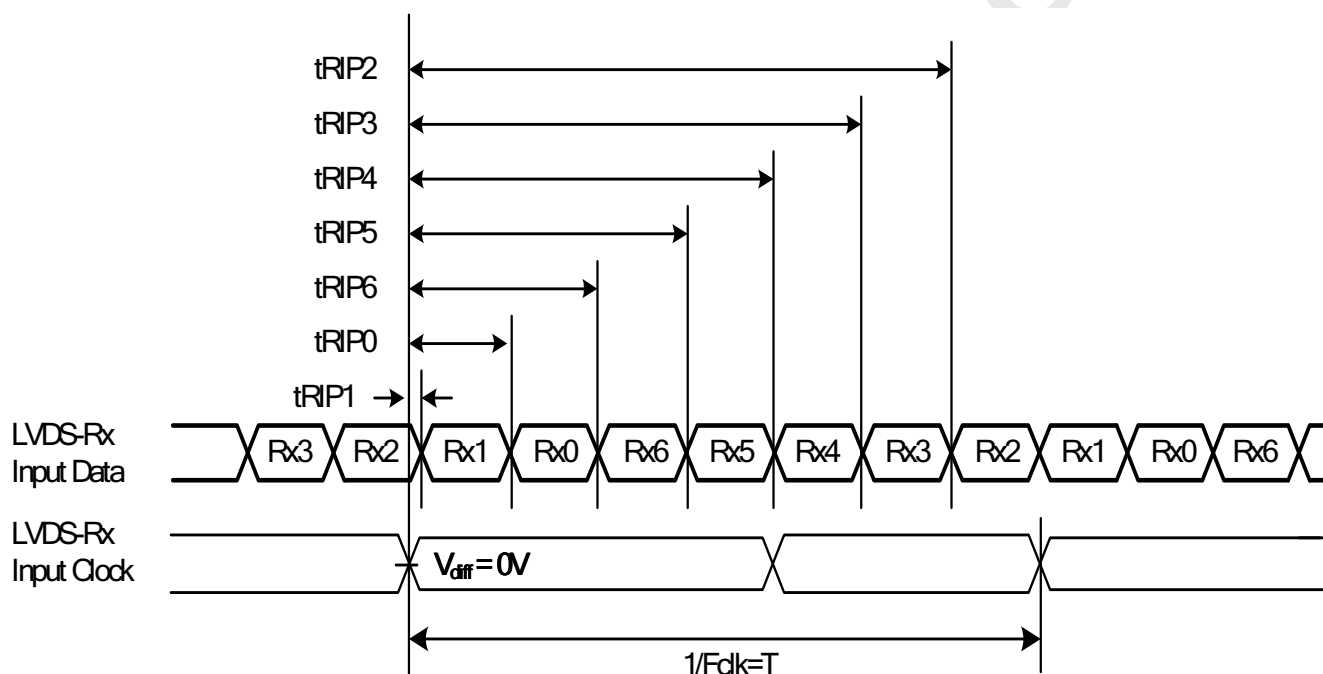 tRIP2
tRIP3
tRIP4
tRIP5
tRIP6
tRIP0
tRIP1
LVDS-Rx
Input Data
Rx3 Rx2 Rx1 Rx0 Rx6 Rx5 Rx4 Rx3 Rx2 Rx1 Rx0 Rx6
LVDS-Rx
Input Clock
Vdiff = 0V
1/Fclk=T